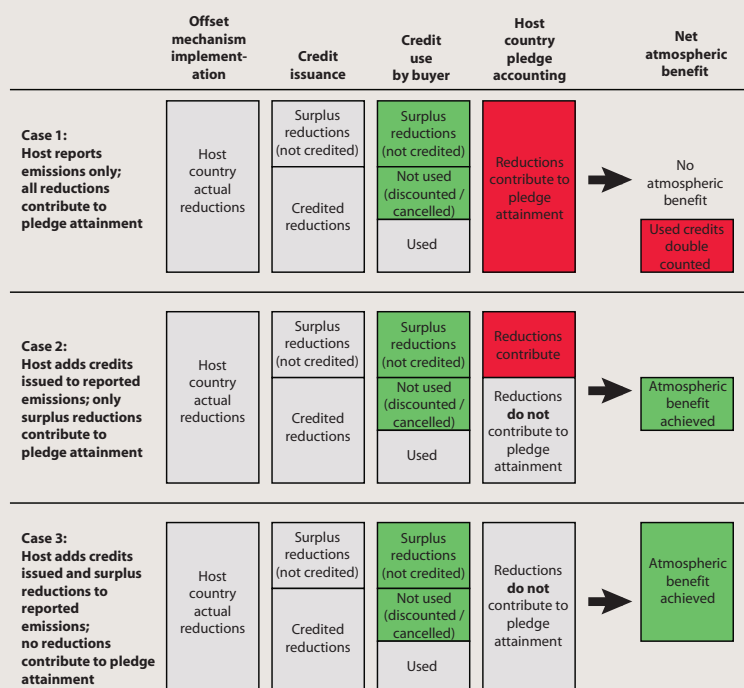 Offset
mechanism
implement-
ation
Credit
issuance
Credit
use
by buyer
Host
country
pledge
accounting
Net
atmospheric
benefit
Case 1:
Host reports
emissions only;
all reductions
contribute to
pledge attainment
Host
country
actual
reductions
Surplus
reductions
(not credited)
Credited
reductions
Surplus
reductions
(not credited)
Not used
(discounted /
cancelled)
Used
Reductions
contribute to
pledge
attainment
No
atmospheric
benefit
Used credits
double
counted
Case 2:
Host adds credits
issued to reported
emissions; only
surplus reductions
contribute to
pledge attainment
Host
country
actual
reductions
Surplus
reductions
(not credited)
Credited
reductions
Surplus
reductions
(not credited)
Not used
(discounted /
cancelled)
Used
Reductions
contribute
Reductions
do not
contribute to
pledge
attainment
Atmospheric
benefit
achieved
Case 3:
Host adds credits
issued and surplus
reductions to
reported
emissions;
no reductions
contribute to pledge
attainment
Host
country
actual
reductions
Surplus
reductions
(not credited)
Credited
reductions
Surplus
reductions
(not credited)
Not used
(discounted /
cancelled)
Used
Reductions
do not
contribute to
pledge
attainment
Atmospheric
benefit
achieved